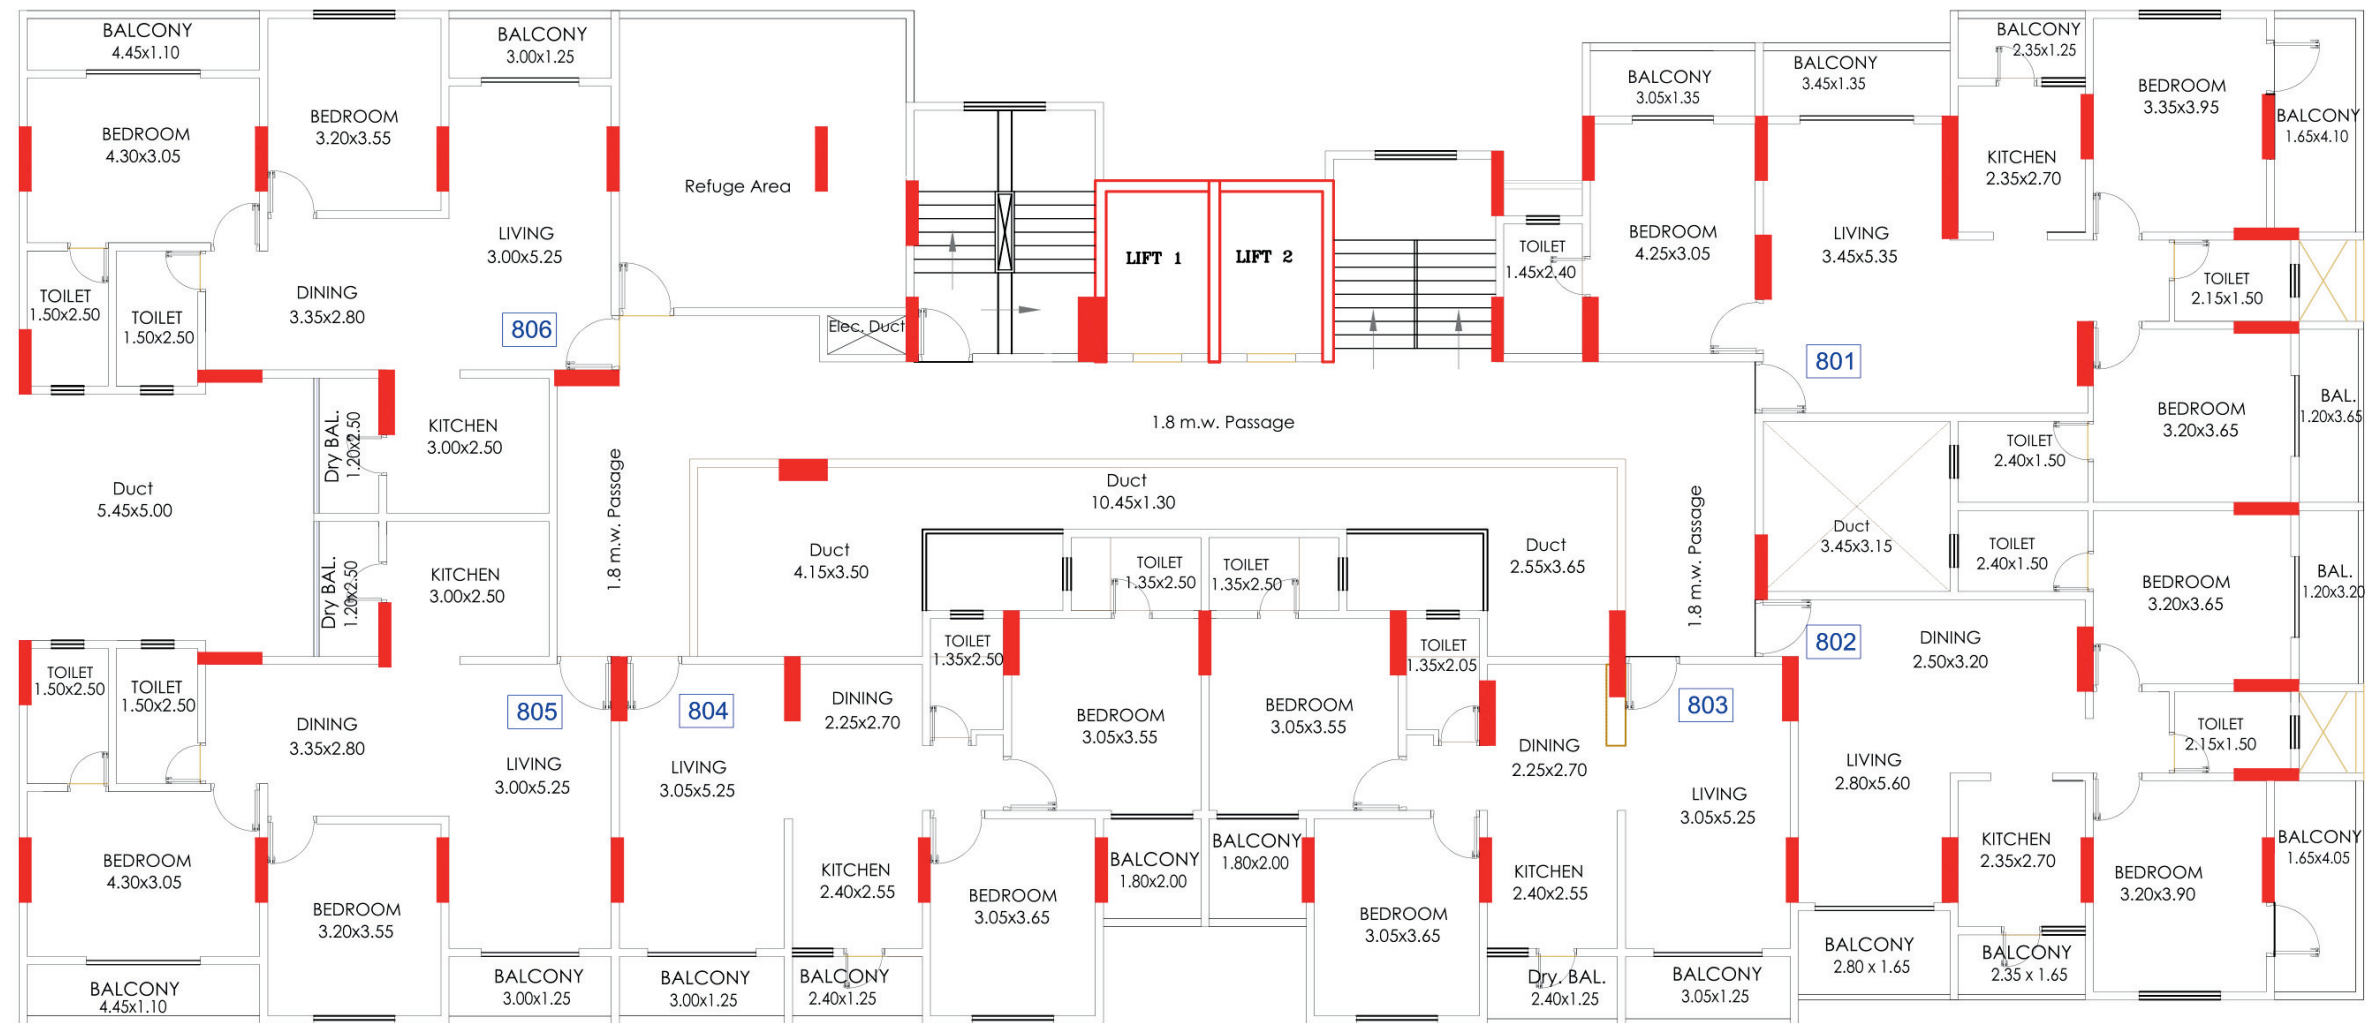 BALCONY
4.45x1.10
BEDROOM
3.20x3.55
BALCONY
3.00x1.25
BEDROOM
4.30x3.05
LIVING
3.00x5.25
DINING
3.35x2.80
TOILET
1.50x2.50
TOILET
1.50x2.50
806
Refuge Area
Elec. Duct
LIFT 1
LIFT 2
TOILET
1.45x2.40
BALCONY
3.05x1.35
BEDROOM
4.25x3.05
BALCONY
3.45x1.35
LIVING
3.45x5.35
BALCONY
2.35x1.25
KITCHEN
2.35x2.70
BEDROOM
3.35x3.95
BALCONY
1.65x4.10
TOILET
2.15x1.50
801
BEDROOM
3.20x3.65
BAL.
1.20x3.65
TOILET
2.40x1.50
Duct
3.45x3.15
TOILET
2.40x1.50
BEDROOM
3.20x3.65
BAL.
1.20x3.20
Dry BAL.
1.20x2.50
KITCHEN
3.00x2.50
Duct
5.45x5.00
Dry BAL.
1.20x2.50
KITCHEN
3.00x2.50
1.8 m.w. Passage
1.8 m.w. Passage
1.8 m.w. Passage
Duct
10.45x1.30
Duct
4.15x3.50
Duct
2.55x3.65
TOILET
1.35x2.50
TOILET
1.35x2.50
TOILET
1.35x2.50
TOILET
1.35x2.05
802
DINING
2.50x3.20
LIVING
2.80x5.60
TOILET
2.15x1.50
KITCHEN
2.35x2.70
BEDROOM
3.20x3.90
BALCONY
1.65x4.05
BALCONY
2.80 x 1.65
BALCONY
2.35 x 1.65
TOILET
1.50x2.50
TOILET
1.50x2.50
DINING
3.35x2.80
805
LIVING
3.00x5.25
BEDROOM
4.30x3.05
BEDROOM
3.20x3.55
BALCONY
4.45x1.10
BALCONY
3.00x1.25
804
LIVING
3.05x5.25
DINING
2.25x2.70
KITCHEN
2.40x2.55
BEDROOM
3.05x3.55
BEDROOM
3.05x3.65
BALCONY
1.80x2.00
BALCONY
3.00x1.25
BALCONY
2.40x1.25
BEDROOM
3.05x3.55
BALCONY
1.80x2.00
BEDROOM
3.05x3.65
DINING
2.25x2.70
803
LIVING
3.05x5.25
KITCHEN
2.40x2.55
Dry. BAL.
2.40x1.25
BALCONY
3.05x1.25